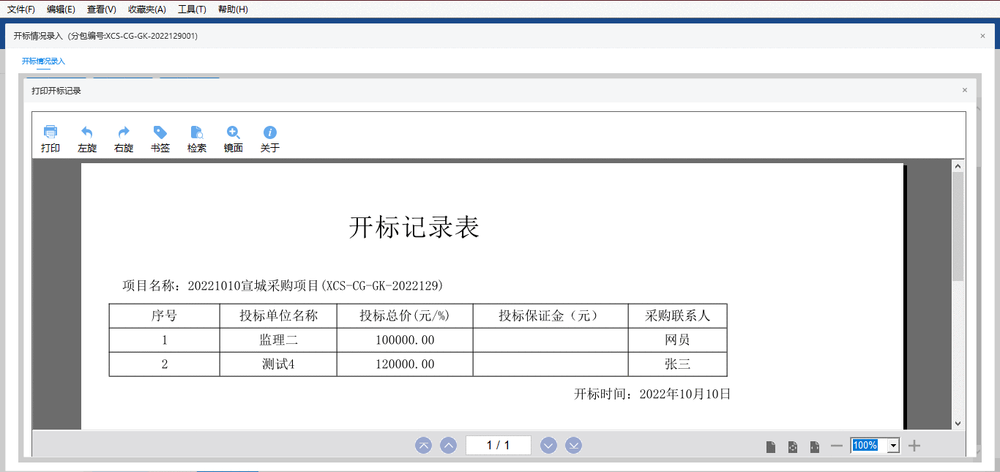 文件(F) 编辑(E) 查看(V) 收藏夹(A) 工具(T) 帮助(H)
开标情况录入（分包编号:XCS-CG-GK-2022129001) ×
开标情况录入
打印开标记录 ×
打印 左旋 右旋 书签 检索 镜面 关于
开标记录表
项目名称：20221010宣城采购项目(XCS-CG-GK-2022129)
序号 投标单位名称 投标总价(元/%) 投标保证金（元） 采购联系人
1 监理二 100000.00 网员
2 测试4 120000.00 张三
开标时间：2022年10月10日
1 / 1 100%